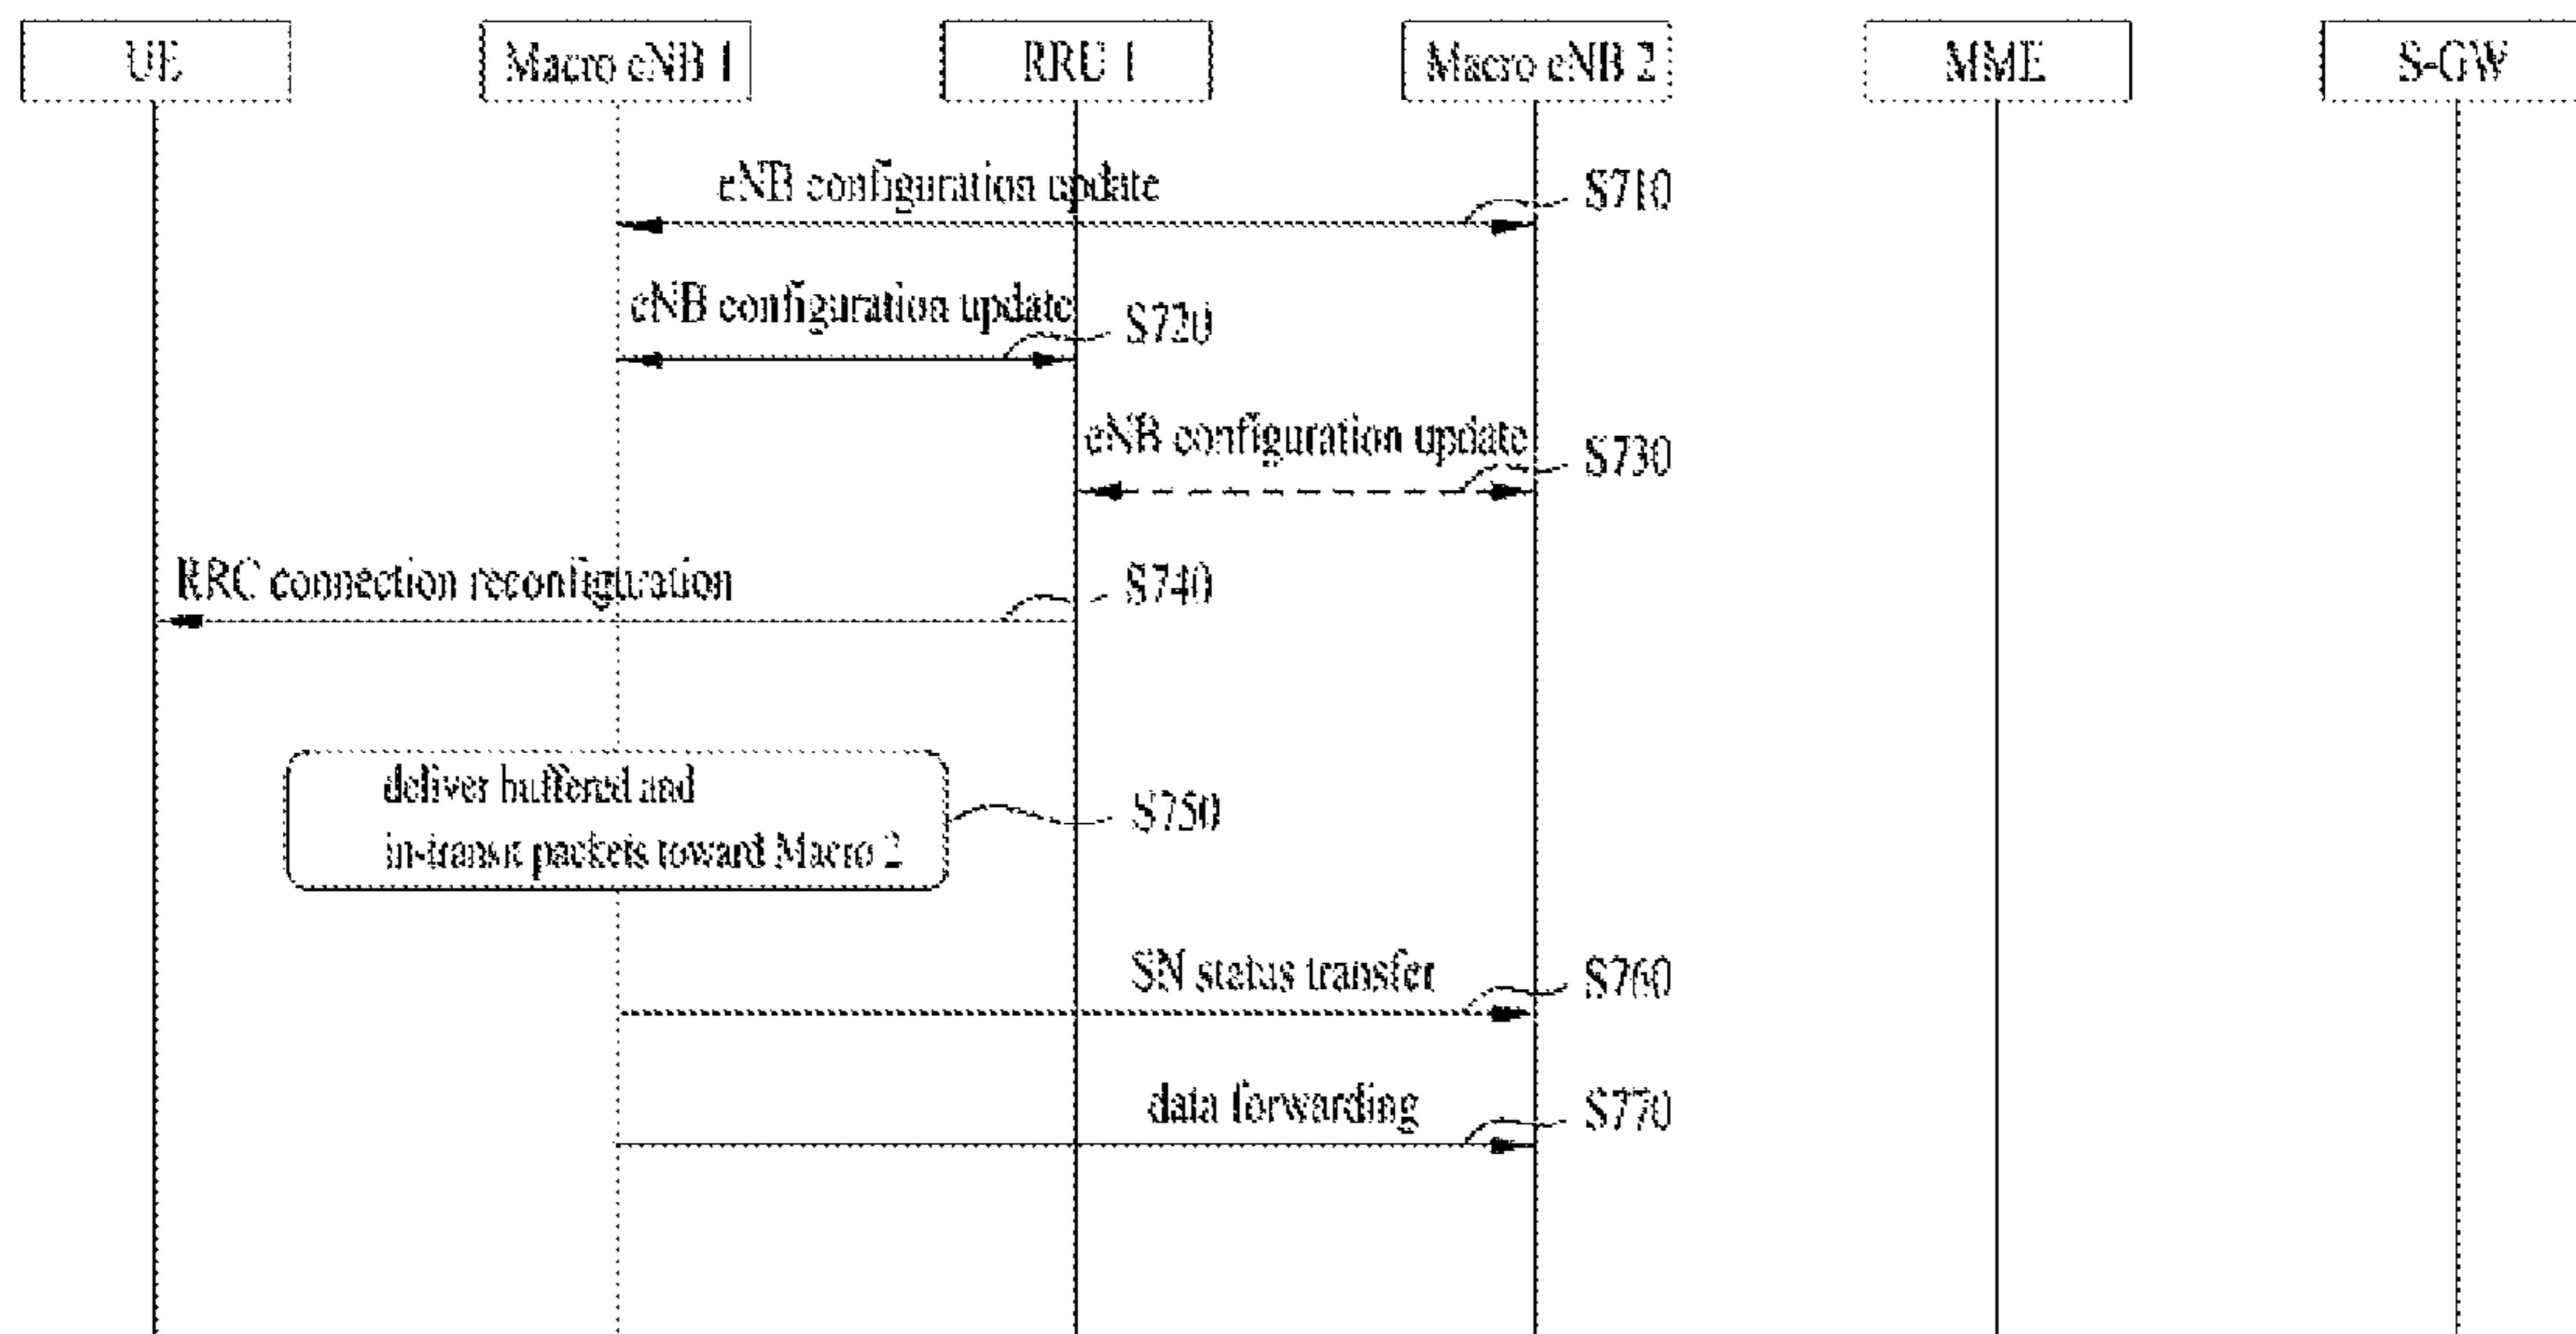 UE Macro eNB 1 RRU 1 Macro eNB 2 MME S-GW
eNB configuration update S710
eNB configuration update S720
eNB configuration update S730
RRC connection reconfiguration S740
deliver buffered and
in-transit packets toward Macro 2 S750
SN status transfer S760
data forwarding S770